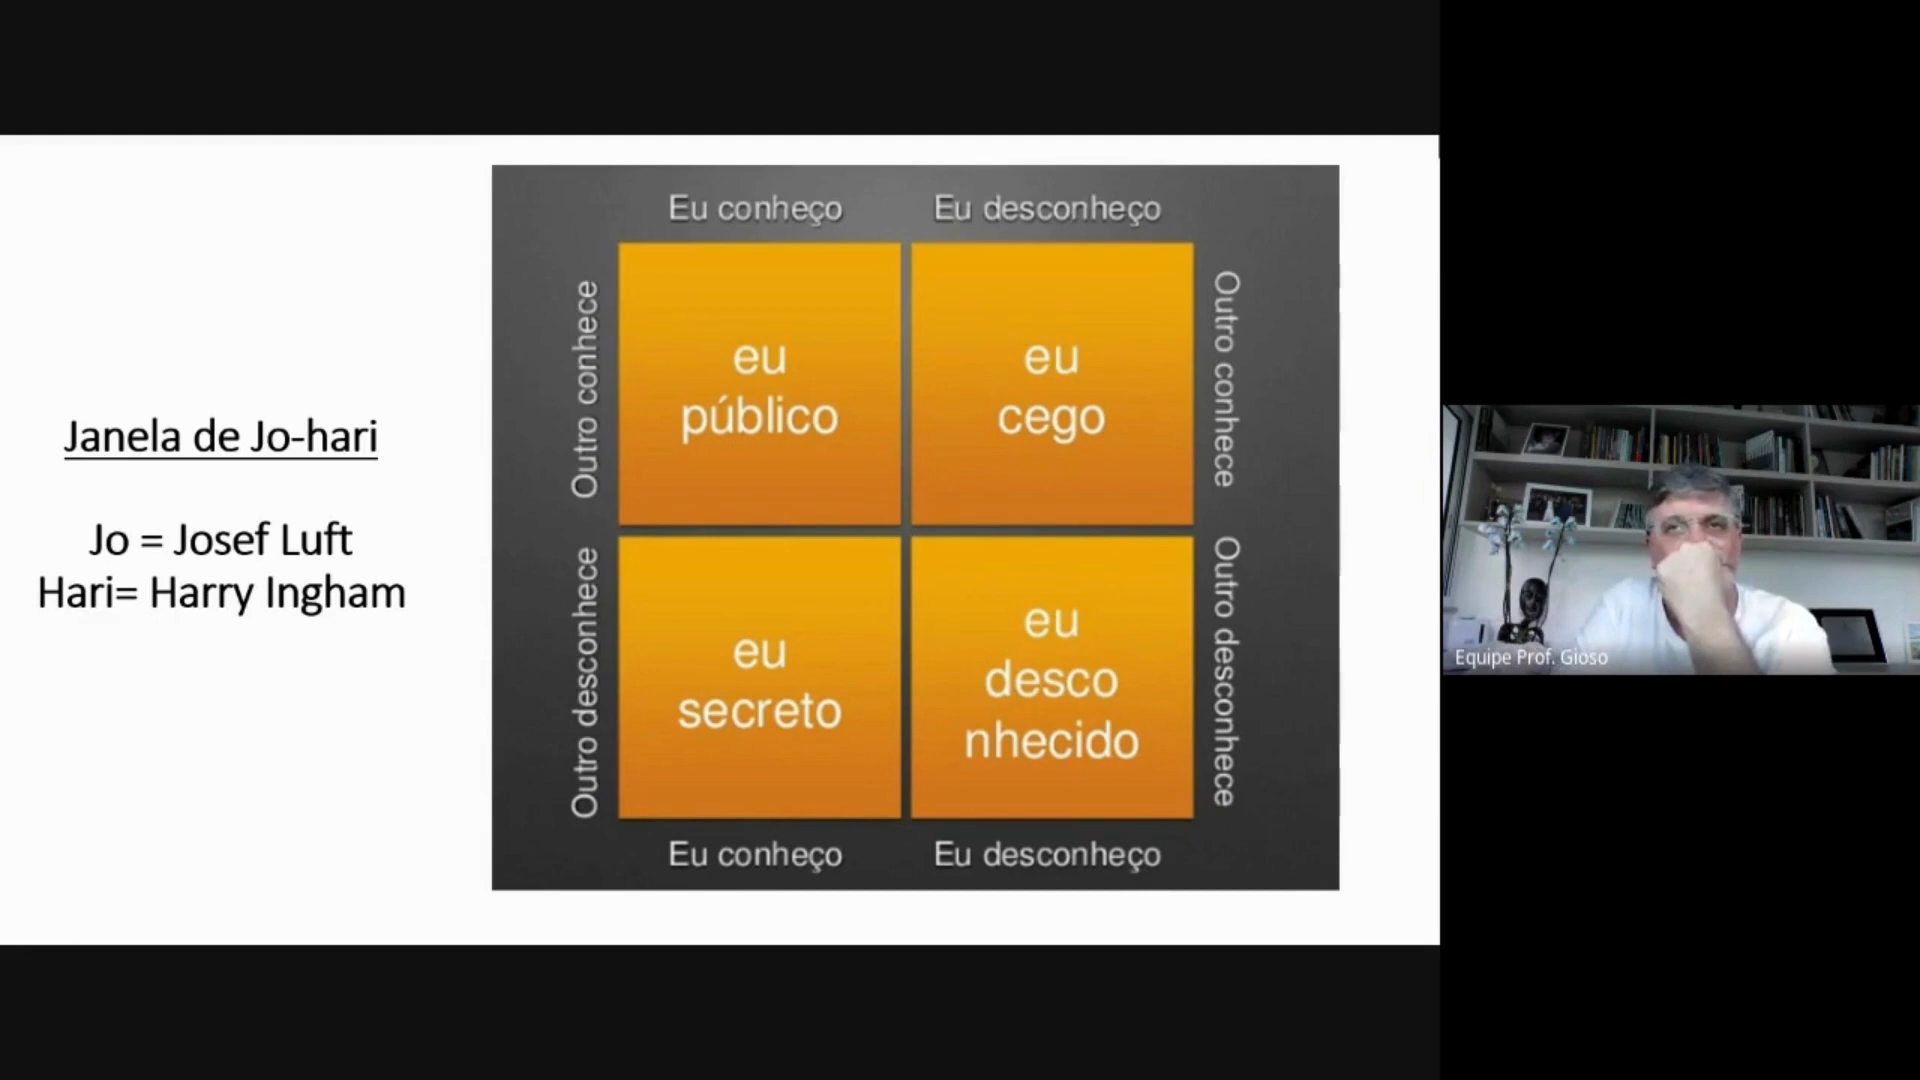 Janela de Jo-hari
Jo = Josef Luft
Hari= Harry Ingham
Eu conheço
Eu desconheço
Outro conhece
eu
público
eu
cego
Outro conhece
Outro desconhece
eu
secreto
eu
desco
nhecido
Outro desconhece
Eu conheço
Eu desconheço
Equipe Prof. Gioso